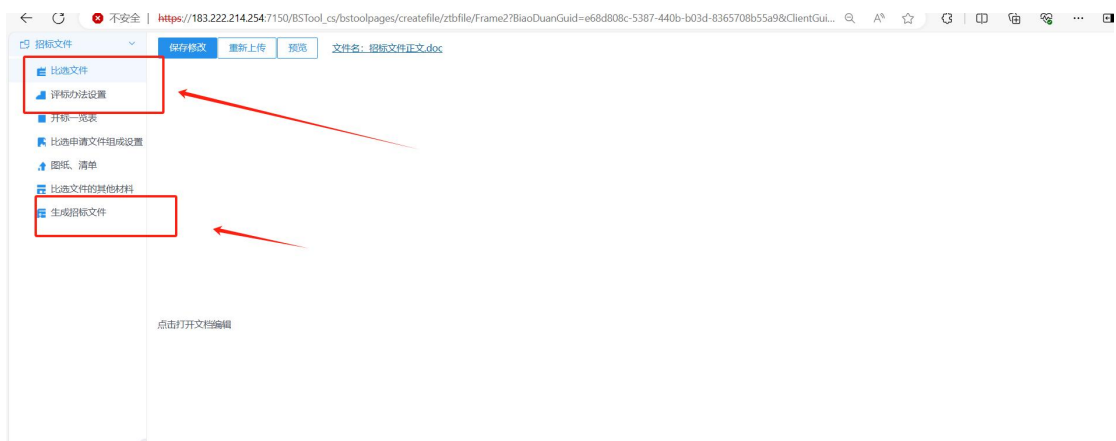 不安全 | https://183.222.214.254:7150/BSTool_cs/bstoolpages/createfile/ztbfile/Frame2?BiaoDuanGuid=e68d808c-5387-440b-b03d-8365708b55a9&ClientGui...
招标文件
保存修改 重新上传 预览 文件名：招标文件正文.doc
比选文件
评标办法设置
开标一览表
比选申请文件组成设置
图纸、清单
比选文件的其他材料
生成招标文件
点击打开文档编辑